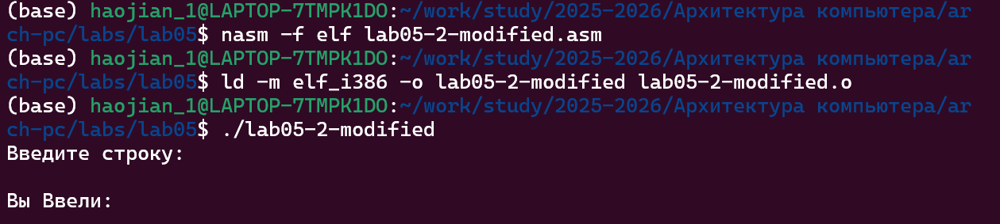 (base) haojian_1@LAPTOP-7TMPK1DO:~/work/study/2025-2026/Архитектура компьютера/ar
ch-pc/labs/lab05$ nasm -f elf lab05-2-modified.asm
(base) haojian_1@LAPTOP-7TMPK1DO:~/work/study/2025-2026/Архитектура компьютера/ar
ch-pc/labs/lab05$ ld -m elf_i386 -o lab05-2-modified lab05-2-modified.o
(base) haojian_1@LAPTOP-7TMPK1DO:~/work/study/2025-2026/Архитектура компьютера/ar
ch-pc/labs/lab05$ ./lab05-2-modified
Введите строку:
Вы Ввели: